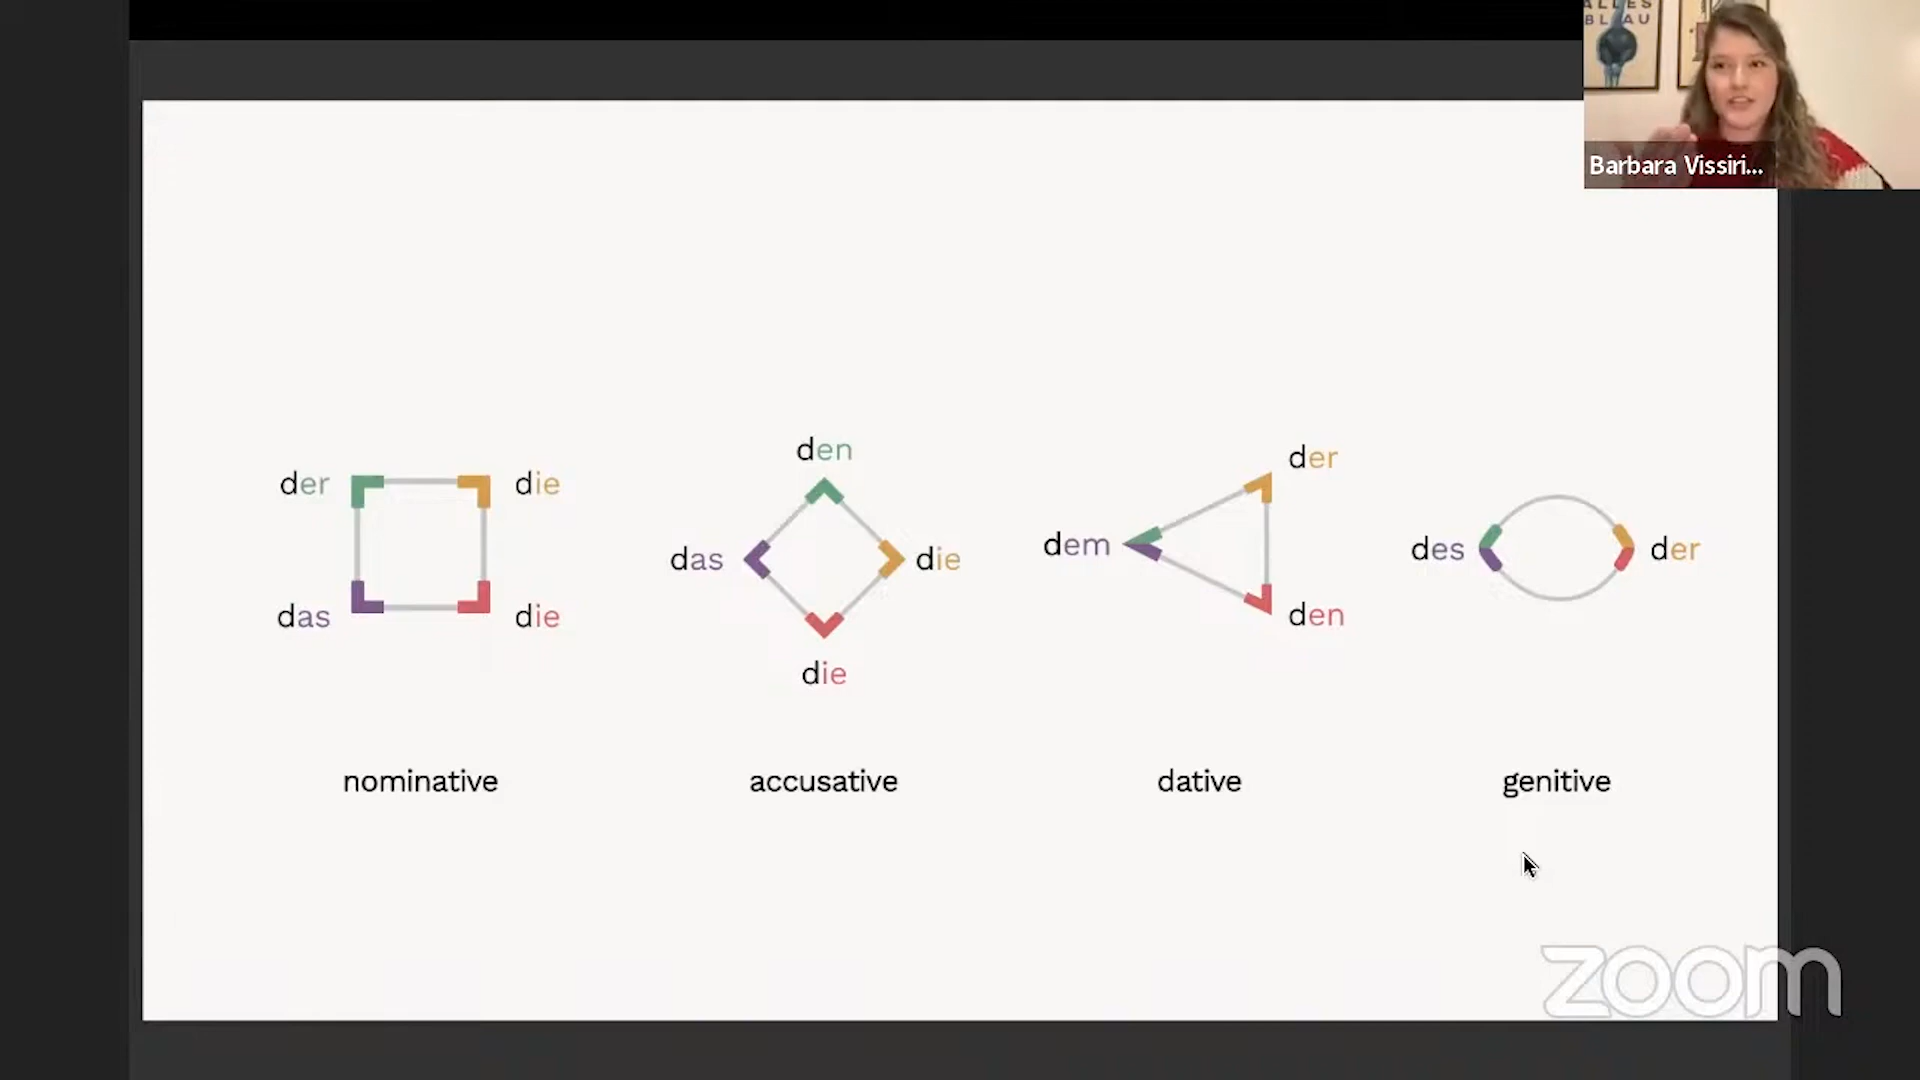 ALLES
BLAU
Barbara Vissiri...
der
die
das
die
nominative
den
das
die
die
accusative
der
dem
den
dative
des
der
genitive
zoom